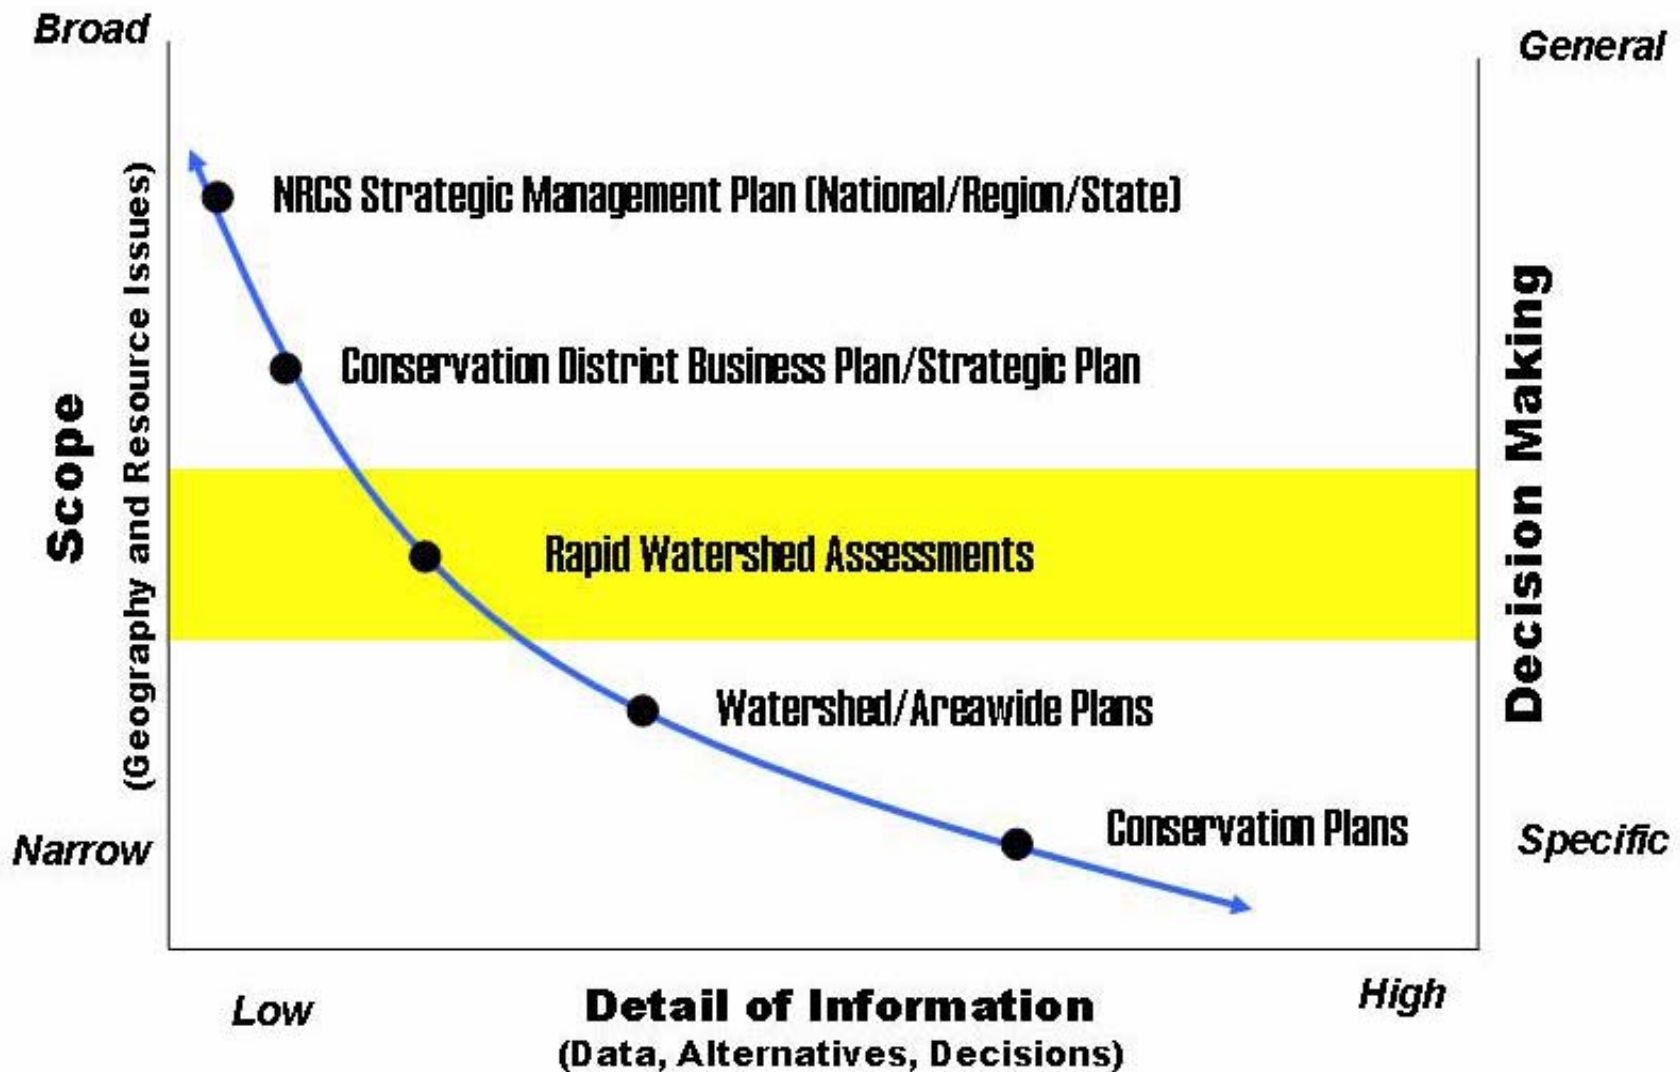 Broad
General
NRCS Strategic Management Plan (National/Region/State)
Conservation District Business Plan/Strategic Plan
Scope
(Geography and Resource Issues)
Decision Making
Rapid Watershed Assessments
Watershed/Areawide Plans
Conservation Plans
Narrow
Specific
Low
Detail of Information
High
(Data, Alternatives, Decisions)